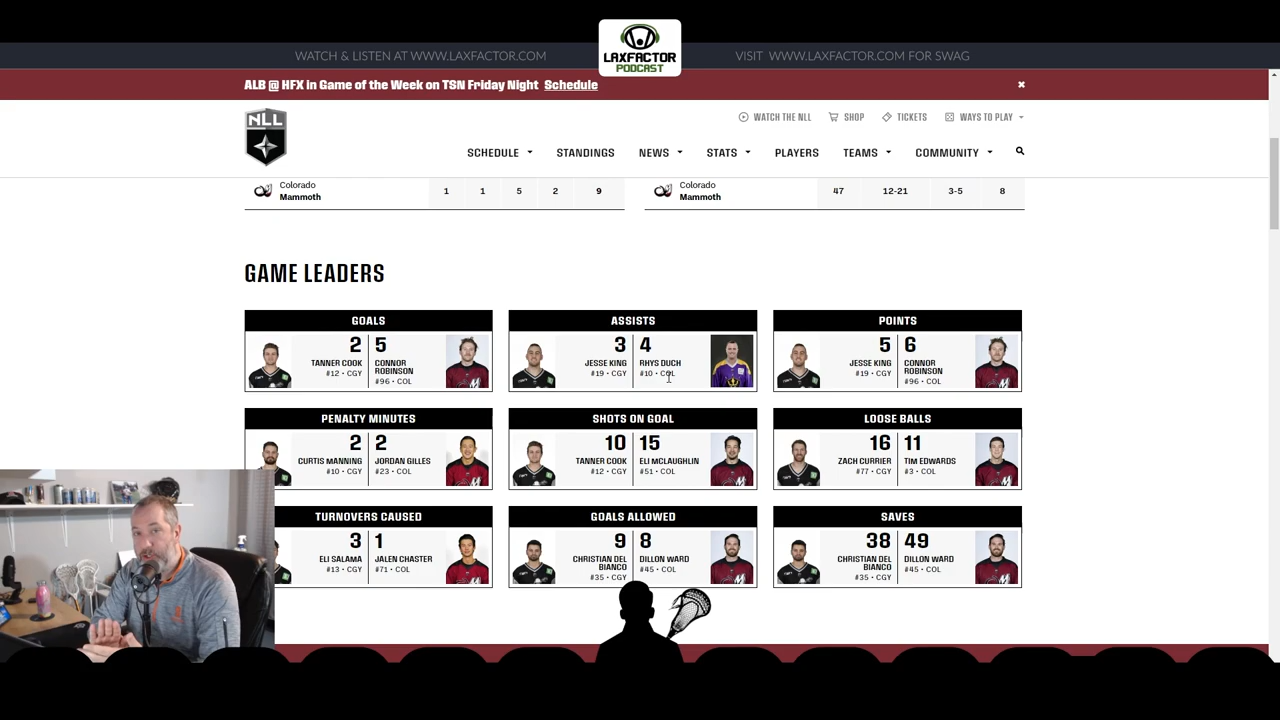 WATCH & LISTEN AT WWW.LAXFACTOR.COM
LAXFACTOR
PODCAST
VISIT WWW.LAXFACTOR.COM FOR SWAG
ALB @ HFX in Game of the Week on TSN Friday Night Schedule
NLL
WATCH THE NLL SHOP TICKETS WAYS TO PLAY
SCHEDULE STANDINGS NEWS STATS PLAYERS TEAMS COMMUNITY
Colorado
Mammoth
1 1 5 2 9
Colorado
Mammoth
47 12-21 3-5 8
GAME LEADERS
GOALS
2
TANNER COOK
#12 • CGY
5
CONNOR
ROBINSON
#96 • COL
ASSISTS
3
JESSE KING
#19 • CGY
4
RHYS DUCH
#10 • COL
POINTS
5
JESSE KING
#19 • CGY
6
CONNOR
ROBINSON
#96 • COL
PENALTY MINUTES
2
CURTIS MANNING
#10 • CGY
2
JORDAN GILLES
#23 • COL
SHOTS ON GOAL
10
TANNER COOK
#12 • CGY
15
ELI MCLAUGHLIN
#51 • COL
LOOSE BALLS
16
ZACH CURRIER
#77 • CGY
11
TIM EDWARDS
#3 • COL
TURNOVERS CAUSED
3
ELI SALAMA
#13 • CGY
1
JALEN CHASTER
#71 • COL
GOALS ALLOWED
9
CHRISTIAN DEL
BIANCO
#35 • CGY
8
DILLON WARD
#45 • COL
SAVES
38
CHRISTIAN DEL
BIANCO
#35 • CGY
49
DILLON WARD
#45 • COL